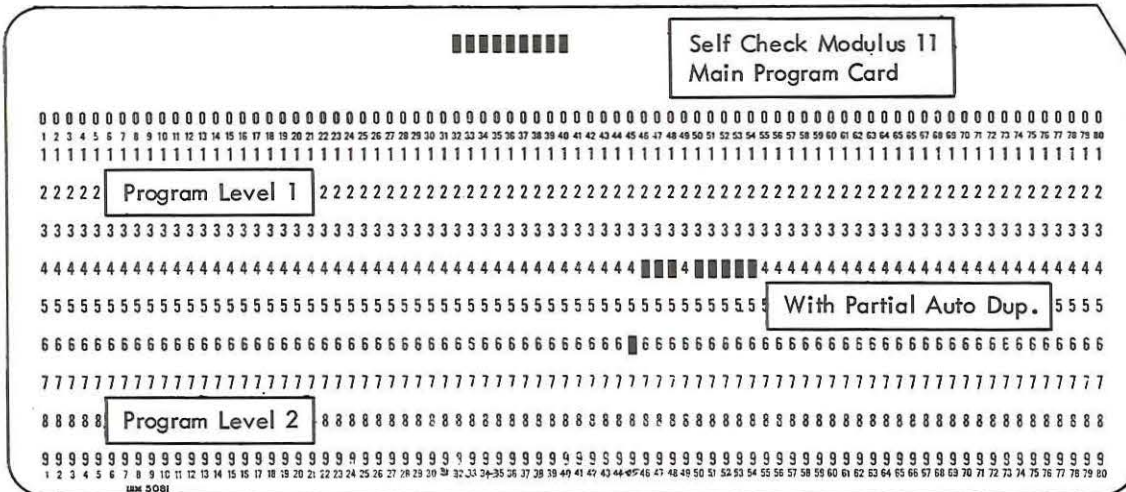 Self Check Modulus 11
Main Program Card
00000000000000000000000000000000000000000000000000000000000000000000000000000000
1 2 3 4 5 6 7 8 9 10 11 12 13 14 15 16 17 18 19 20 21 22 23 24 25 26 27 28 29 30 31 32 33 34 35 36 37 38 39 40 41 42 43 44 45 46 47 48 49 50 51 52 53 54 55 56 57 58 59 60 61 62 63 64 65 66 67 68 69 70 71 72 73 74 75 76 77 78 79 80
11111111111111111111111111111111111111111111111111111111111111111111111111111111
22222 Program Level 1 22222222222222222222222222222222222222222222222222222222222
33333333333333333333333333333333333333333333333333333333333333333333333333333333
444444444444444444444444444444444444444444444 4 44444444444444444444444444
5555555555555555555555555555555555555555555555555555555 With Partial Auto Dup. 5555
66666666666666666666666666666666666666666666 66666666666666666666666666666666666
77777777777777777777777777777777777777777777777777777777777777777777777777777777
88888 Program Level 2 88888888888888888888888888888888888888888888888888888888888
99999999999999999999999999999999999999999999999999999999999999999999999999999999
1 2 3 4 5 6 7 8 9 10 11 12 13 14 15 16 17 18 19 20 21 22 23 24 25 26 27 28 29 30 31 32 33 34 35 36 37 38 39 40 41 42 43 44 45 46 47 48 49 50 51 52 53 54 55 56 57 58 59 60 61 62 63 64 65 66 67 68 69 70 71 72 73 74 75 76 77 78 79 80
IBM 5081